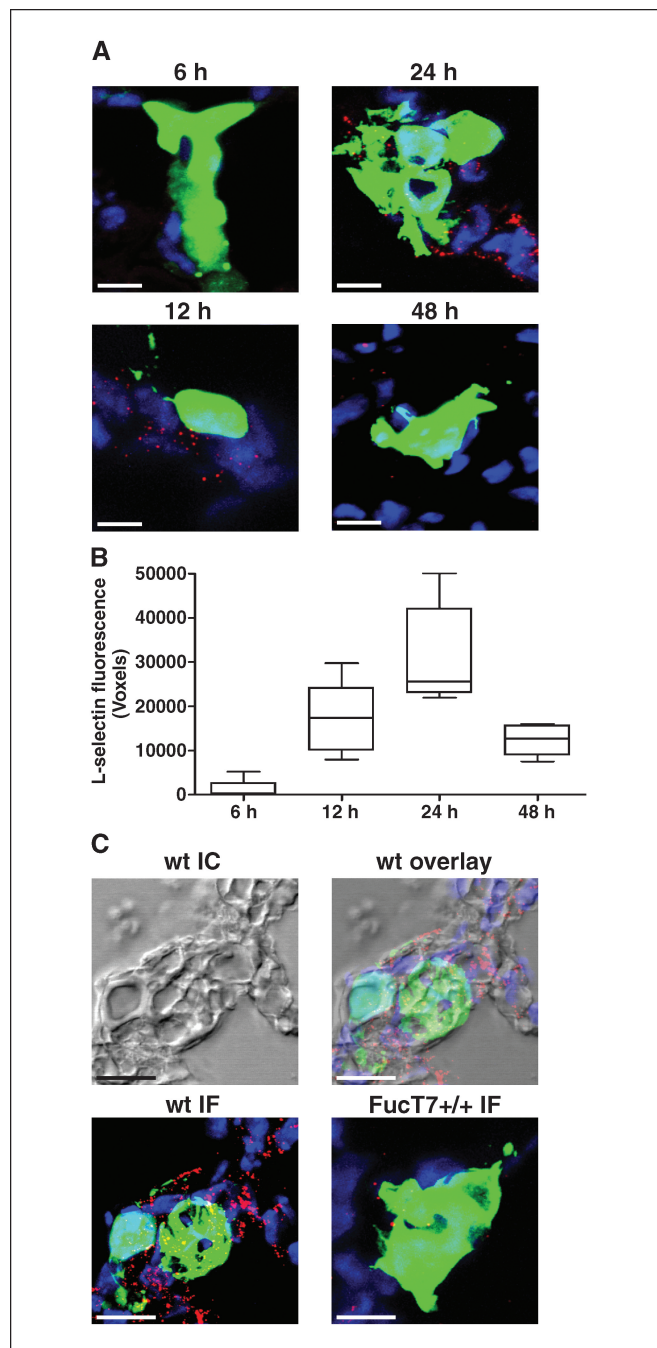 A
6 h
24 h
12 h
48 h
B
L-selectin fluorescence
(Voxels)
50000
40000
30000
20000
10000
0
6 h
12 h
24 h
48 h
C
wt IC
wt overlay
wt IF
FucT7+/+ IF